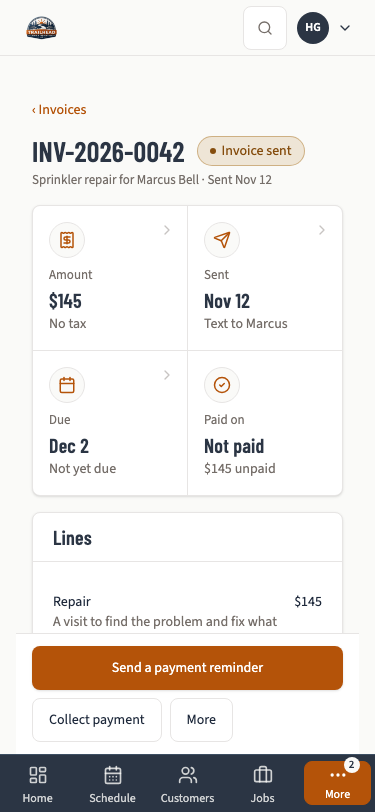 TRAILHEAD
HG
‹ Invoices
INV-2026-0042
Invoice sent
Sprinkler repair for Marcus Bell · Sent Nov 12
Amount
$145
No tax
Sent
Nov 12
Text to Marcus
Due
Dec 2
Not yet due
Paid on
Not paid
$145 unpaid
Lines
Repair $145
A visit to find the problem and fix what
Send a payment reminder
Collect payment More
2
Home Schedule Customers Jobs More